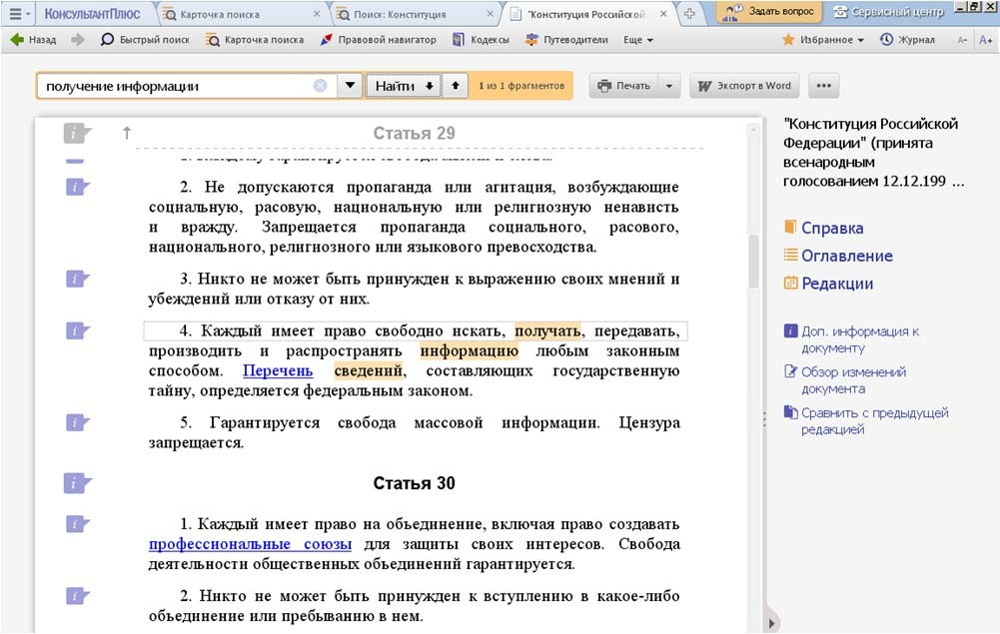 КонсультантПлюс
Карточка поиска
Поиск: Конституция
"Конституция Российской
Задать вопрос
Сервисный центр
Назад
Быстрый поиск
Карточка поиска
Правовой навигатор
Кодексы
Путеводители
Еще
Избранное
Журнал
А-
А+
получение информации
Найти
1 из 1 фрагментов
Печать
Экспорт в Word
Статья 29
2. Не допускаются пропаганда или агитация, возбуждающие
социальную, расовую, национальную или религиозную ненависть
и вражду. Запрещается пропаганда социального, расового,
национального, религиозного или языкового превосходства.
3. Никто не может быть принужден к выражению своих мнений и
убеждений или отказу от них.
4. Каждый имеет право свободно искать, получать, передавать,
производить и распространять информацию любым законным
способом. Перечень сведений, составляющих государственную
тайну, определяется федеральным законом.
5. Гарантируется свобода массовой информации. Цензура
запрещается.
Статья 30
1. Каждый имеет право на объединение, включая право создавать
профессиональные союзы для защиты своих интересов. Свобода
деятельности общественных объединений гарантируется.
2. Никто не может быть принужден к вступлению в какое-либо
объединение или пребыванию в нем.
"Конституция Российской
Федерации" (принята
всенародным
голосованием 12.12.199 ...
Справка
Оглавление
Редакции
Доп. информация к
документу
Обзор изменений
документа
Сравнить с предыдущей
редакцией